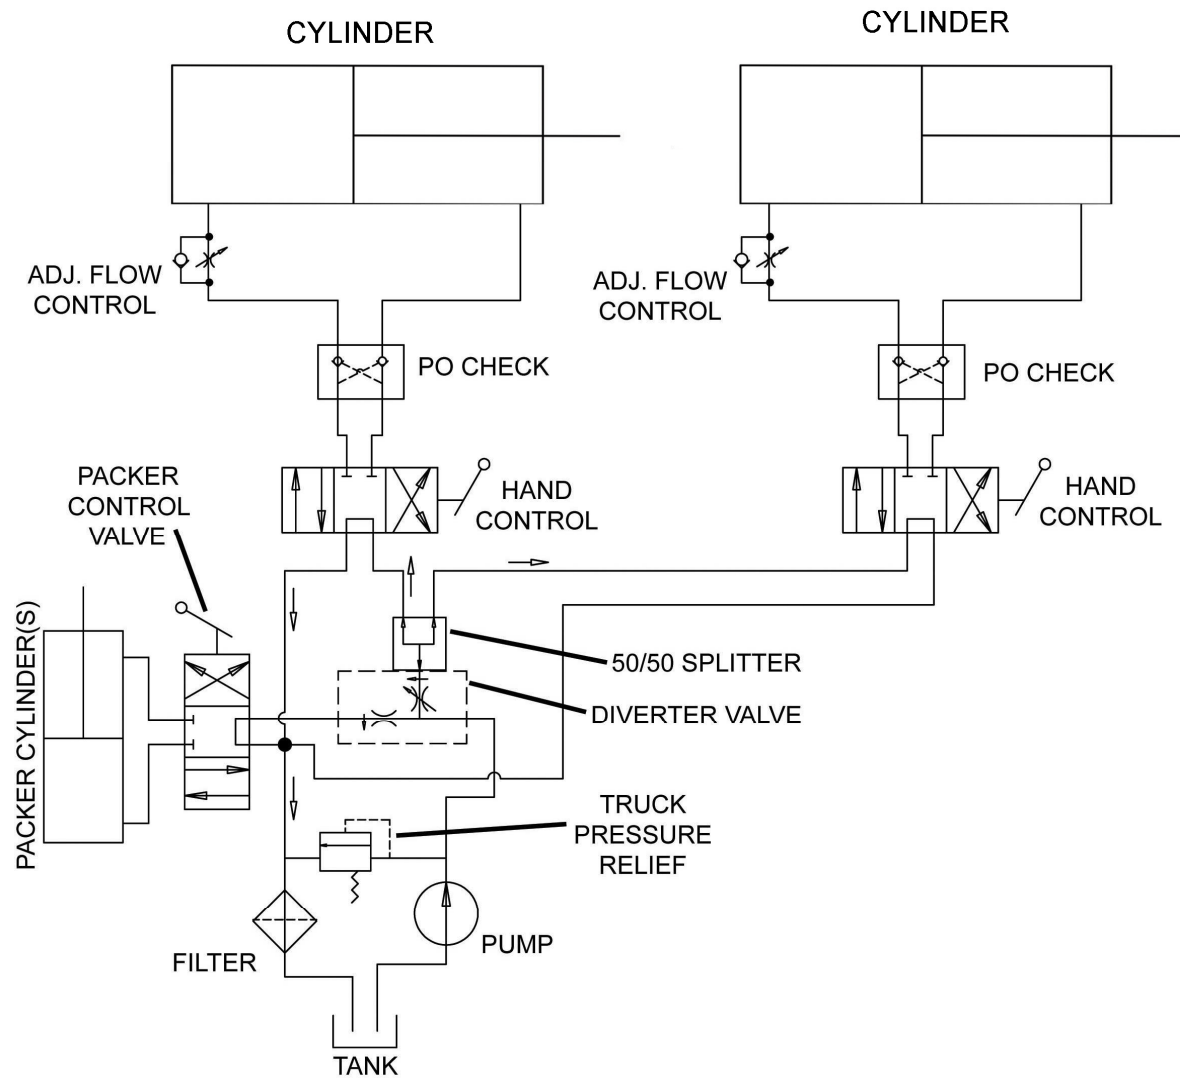 CYLINDER
CYLINDER
ADJ. FLOW
CONTROL
ADJ. FLOW
CONTROL
PO CHECK
PO CHECK
PACKER
CONTROL
VALVE
HAND
CONTROL
HAND
CONTROL
PACKER CYLINDER(S)
50/50 SPLITTER
DIVERTER VALVE
TRUCK
PRESSURE
RELIEF
FILTER
PUMP
TANK